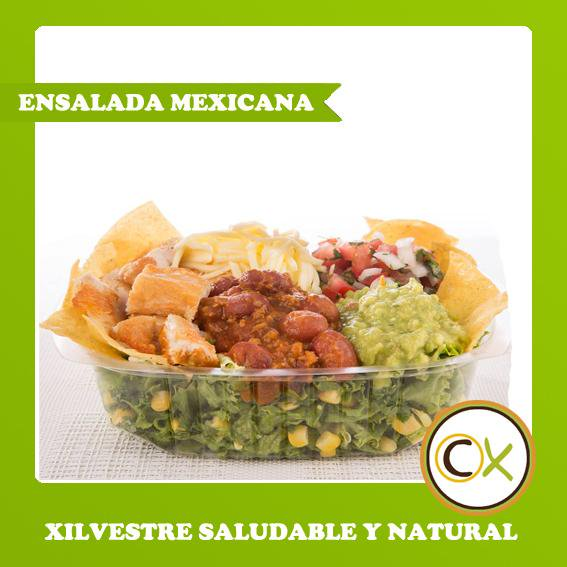 ENSALADA MEXICANA
CX
XILVESTRE SALUDABLE Y NATURAL